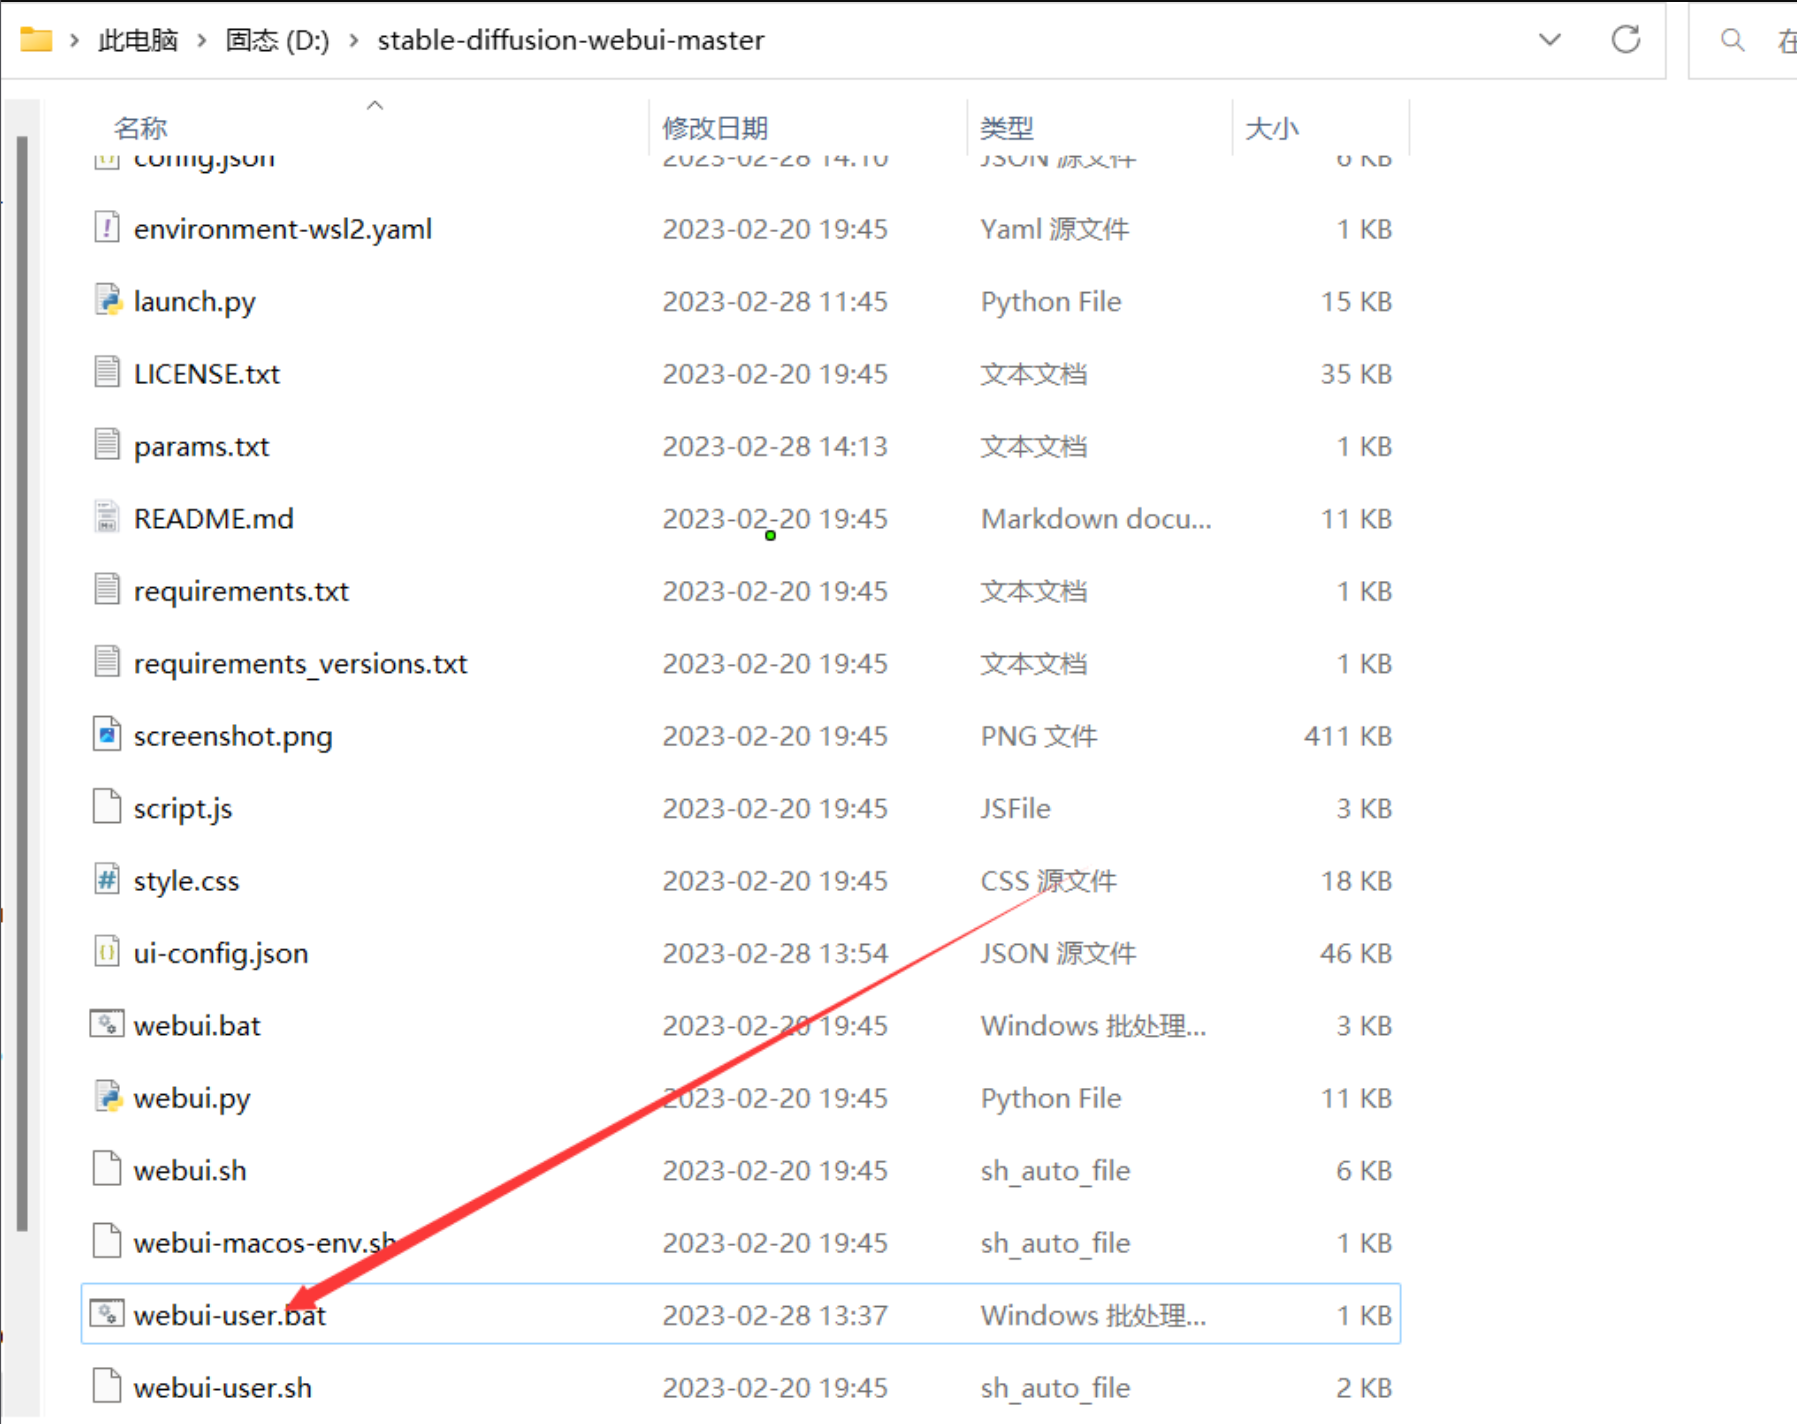 此电脑 > 固态 (D:) > stable-diffusion-webui-master 在
名称 修改日期 类型 大小
config.json 2023-02-28 14:10 JSON 源文件 6 KB
environment-wsl2.yaml 2023-02-20 19:45 Yaml 源文件 1 KB
launch.py 2023-02-28 11:45 Python File 15 KB
LICENSE.txt 2023-02-20 19:45 文本文档 35 KB
params.txt 2023-02-28 14:13 文本文档 1 KB
README.md 2023-02-20 19:45 Markdown docu... 11 KB
requirements.txt 2023-02-20 19:45 文本文档 1 KB
requirements_versions.txt 2023-02-20 19:45 文本文档 1 KB
screenshot.png 2023-02-20 19:45 PNG 文件 411 KB
script.js 2023-02-20 19:45 JSFile 3 KB
style.css 2023-02-20 19:45 CSS 源文件 18 KB
ui-config.json 2023-02-28 13:54 JSON 源文件 46 KB
webui.bat 2023-02-20 19:45 Windows 批处理... 3 KB
webui.py 2023-02-20 19:45 Python File 11 KB
webui.sh 2023-02-20 19:45 sh_auto_file 6 KB
webui-macos-env.sh 2023-02-20 19:45 sh_auto_file 1 KB
webui-user.bat 2023-02-28 13:37 Windows 批处理... 1 KB
webui-user.sh 2023-02-20 19:45 sh_auto_file 2 KB